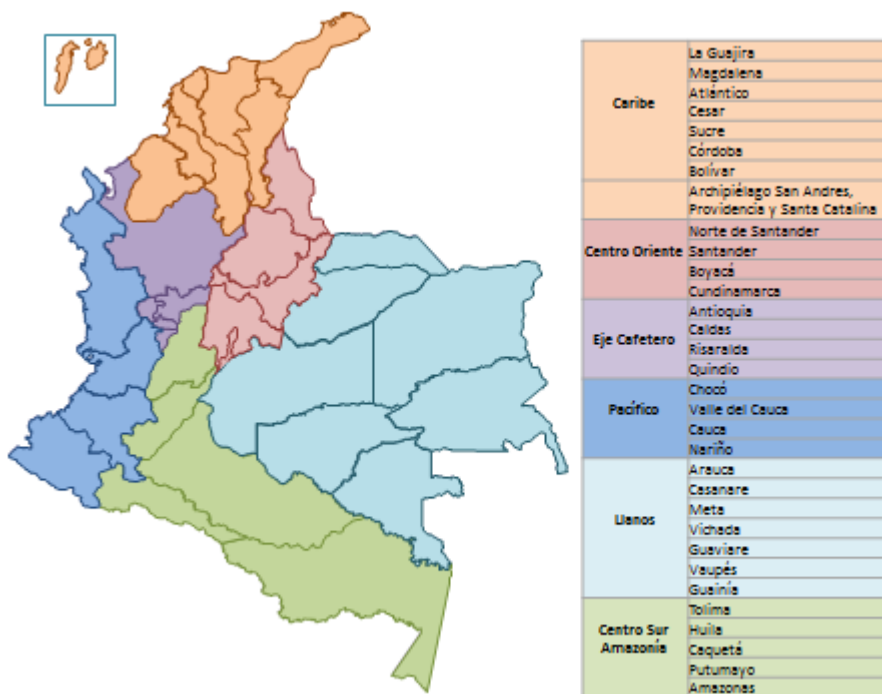 Caribe
La Guajira
Magdalena
Atlántico
Cesar
Sucre
Córdoba
Bolívar
Archipiélago San Andres,
Providencia y Santa Catalina
Centro Oriente
Norte de Santander
Santander
Boyacá
Cundinamarca
Eje Cafetero
Antioquia
Caldas
Risaralda
Quindio
Pacífico
Chocó
Valle del Cauca
Cauca
Nariño
Llanos
Arauca
Casanare
Meta
Vichada
Guaviare
Vaupés
Guainía
Centro Sur
Amazonía
Tolima
Huila
Caquetá
Putumayo
Amazonas